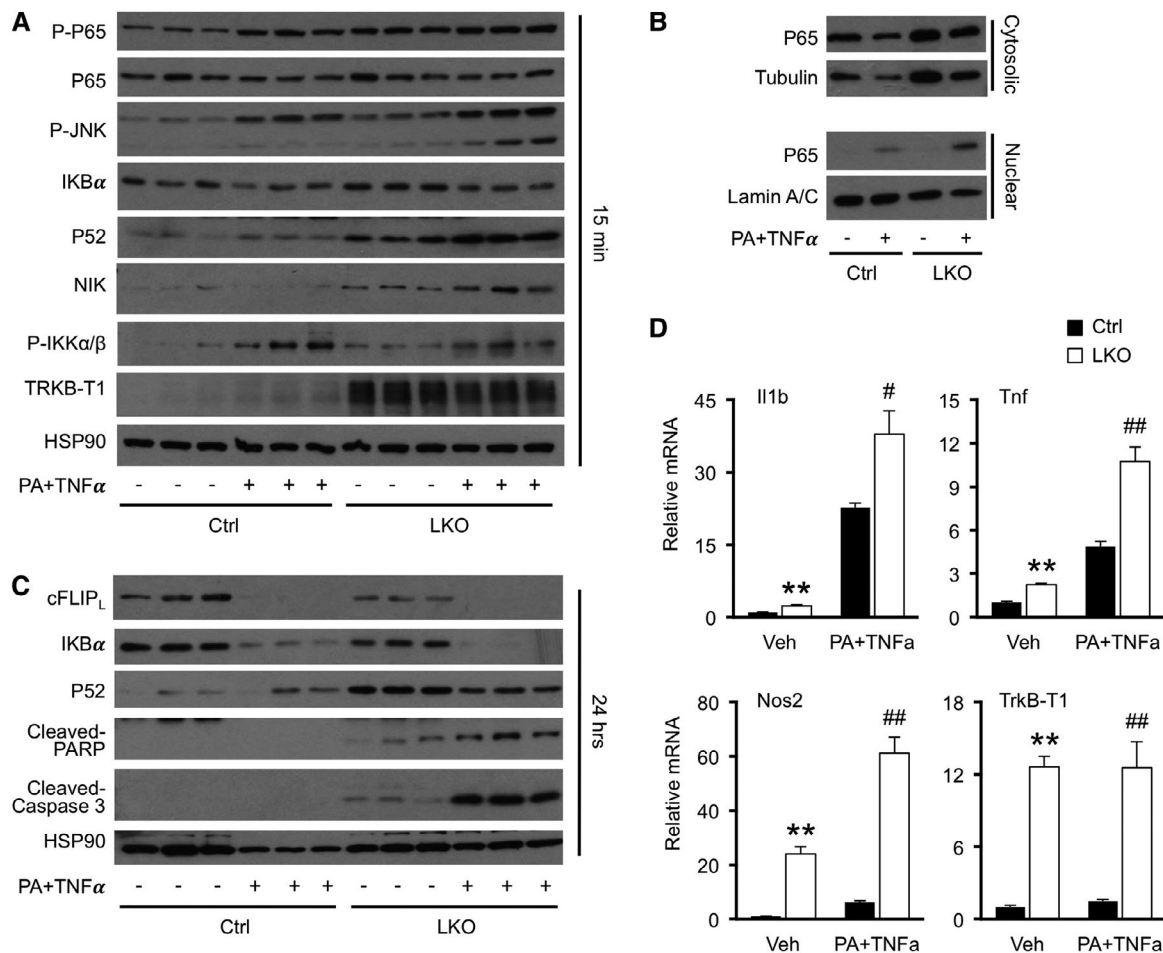 A
P-P65
P65
P-JNK
IKBα
P52
NIK
P-IKKα/β
TRKB-T1
HSP90
PA+TNFα - - - + + + - - - + + +
Ctrl LKO
15 min
B
P65
Tubulin
Cytosolic
P65
Lamin A/C
Nuclear
PA+TNFα - + - +
Ctrl LKO
C
cFLIPL
IKBα
P52
Cleaved-
PARP
Cleaved-
Caspase 3
HSP90
PA+TNFα - - - + + + - - - + + +
Ctrl LKO
24 hrs
D
Ctrl
LKO
Il1b
Relative mRNA
45
30
15
0
**
#
Veh PA+TNFa
Tnf
15
12
9
6
3
0
**
##
Veh PA+TNFa
Nos2
Relative mRNA
80
60
40
20
0
**
##
Veh PA+TNFa
TrkB-T1
18
12
6
0
**
##
Veh PA+TNFa